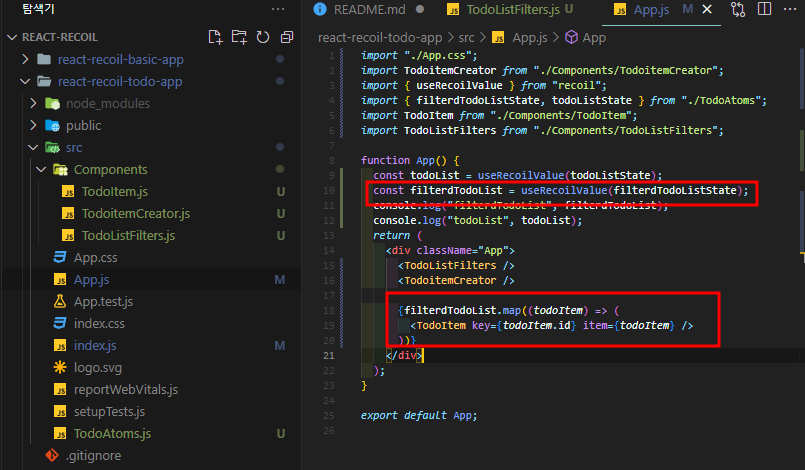 탐색기 ···
REACT-RECOIL
react-recoil-basic-app
react-recoil-todo-app
node_modules
public
src
Components
TodoItem.js U
TodoitemCreator.js U
TodoListFilters.js U
App.css
App.js M
App.test.js
index.css
index.js M
logo.svg
reportWebVitals.js
setupTests.js
TodoAtoms.js U
.gitignore
README.md
TodoListFilters.js U
App.js M
react-recoil-todo-app > src > App.js > App
1 import "./App.css";
2 import TodoitemCreator from "./Components/TodoitemCreator";
3 import { useRecoilValue } from "recoil";
4 import { filterdTodoListState, todoListState } from "./TodoAtoms";
5 import TodoItem from "./Components/TodoItem";
6 import TodoListFilters from "./Components/TodoListFilters";
7
8 function App() {
9 const todoList = useRecoilValue(todoListState);
10 const filterdTodoList = useRecoilValue(filterdTodoListState);
11 console.log("filterdTodoList", filterdTodoList);
12 console.log("todoList", todoList);
13 return (
14 <div className="App">
15 <TodoListFilters />
16 <TodoitemCreator />
17
18 {filterdTodoList.map((todoItem) => (
19 <TodoItem key={todoItem.id} item={todoItem} />
20 ))}
21 </div>
22 );
23 }
24
25 export default App;
26